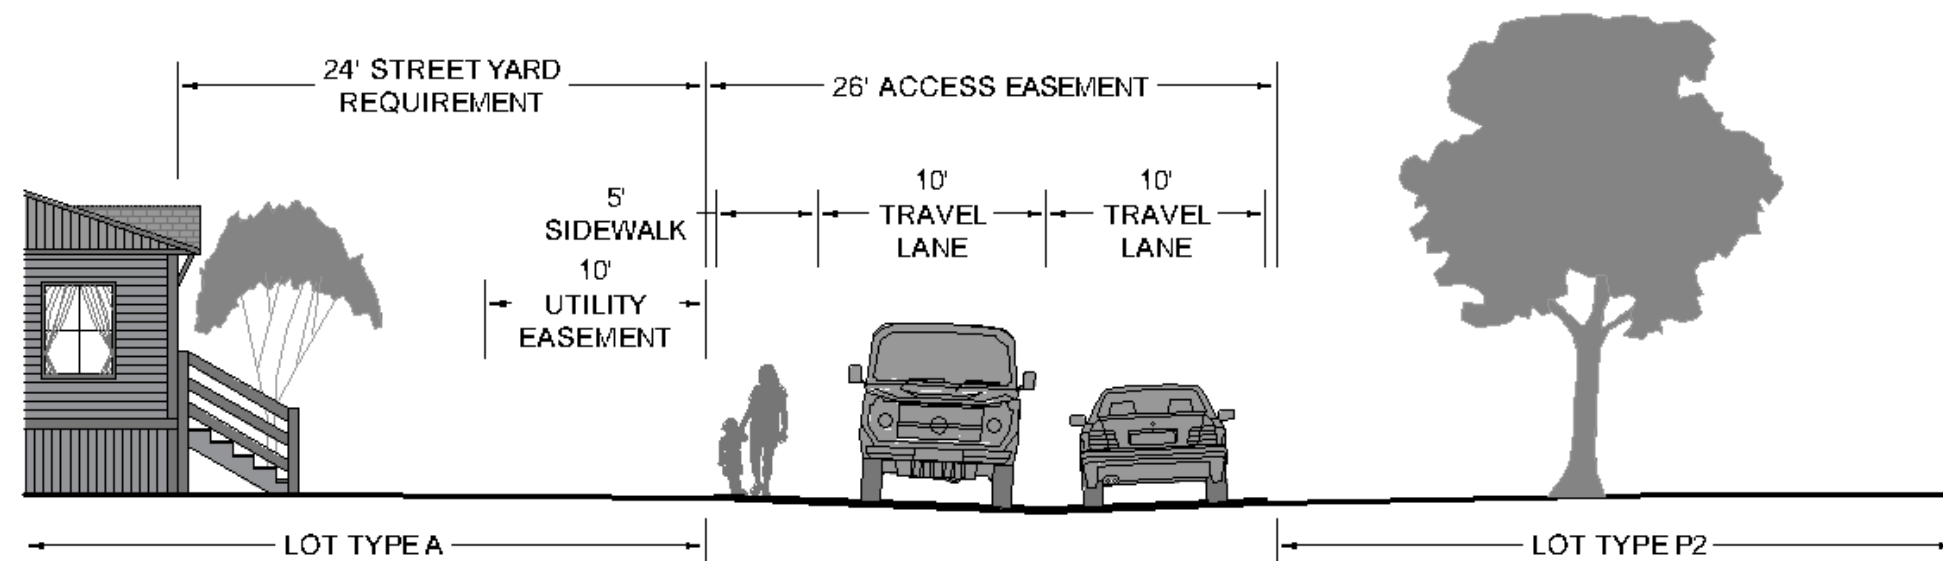 24' STREET YARD
REQUIREMENT
26' ACCESS EASEMENT
5'
SIDEWALK
10'
TRAVEL
LANE
10'
TRAVEL
LANE
10'
UTILITY
EASEMENT
LOT TYPE A
LOT TYPE P2